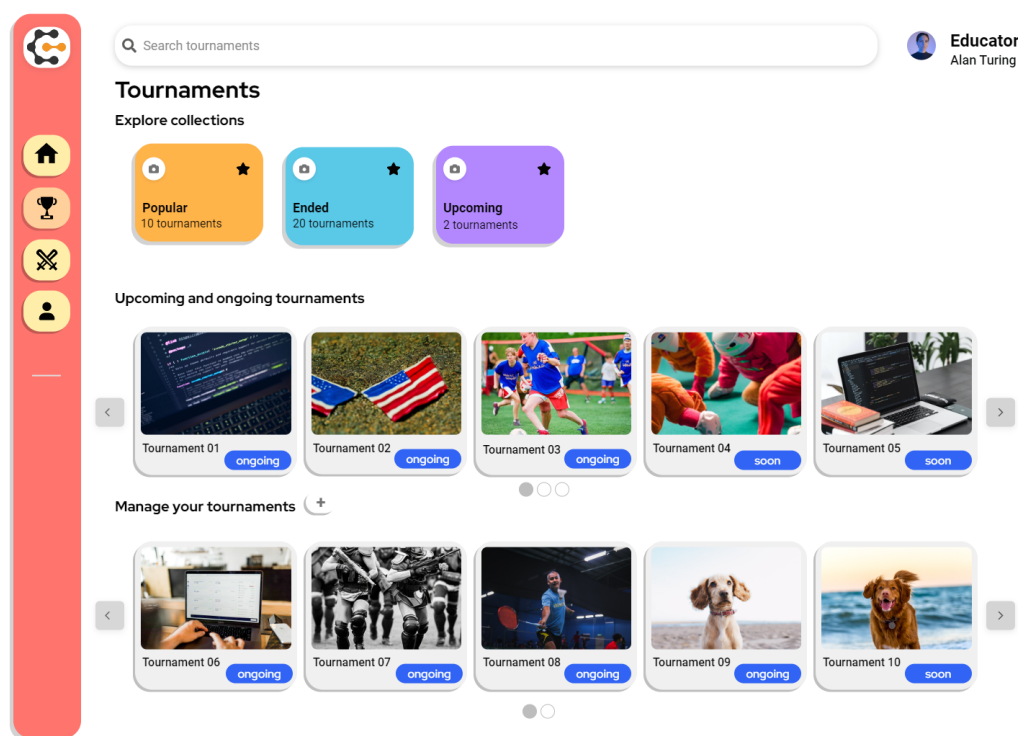 Search tournaments
Educator
Alan Turing
Tournaments
Explore collections
Popular
10 tournaments
Ended
20 tournaments
Upcoming
2 tournaments
Upcoming and ongoing tournaments
Tournament 01
ongoing
Tournament 02
ongoing
Tournament 03
ongoing
Tournament 04
soon
Tournament 05
soon
Manage your tournaments +
Tournament 06
ongoing
Tournament 07
ongoing
Tournament 08
ongoing
Tournament 09
ongoing
Tournament 10
soon